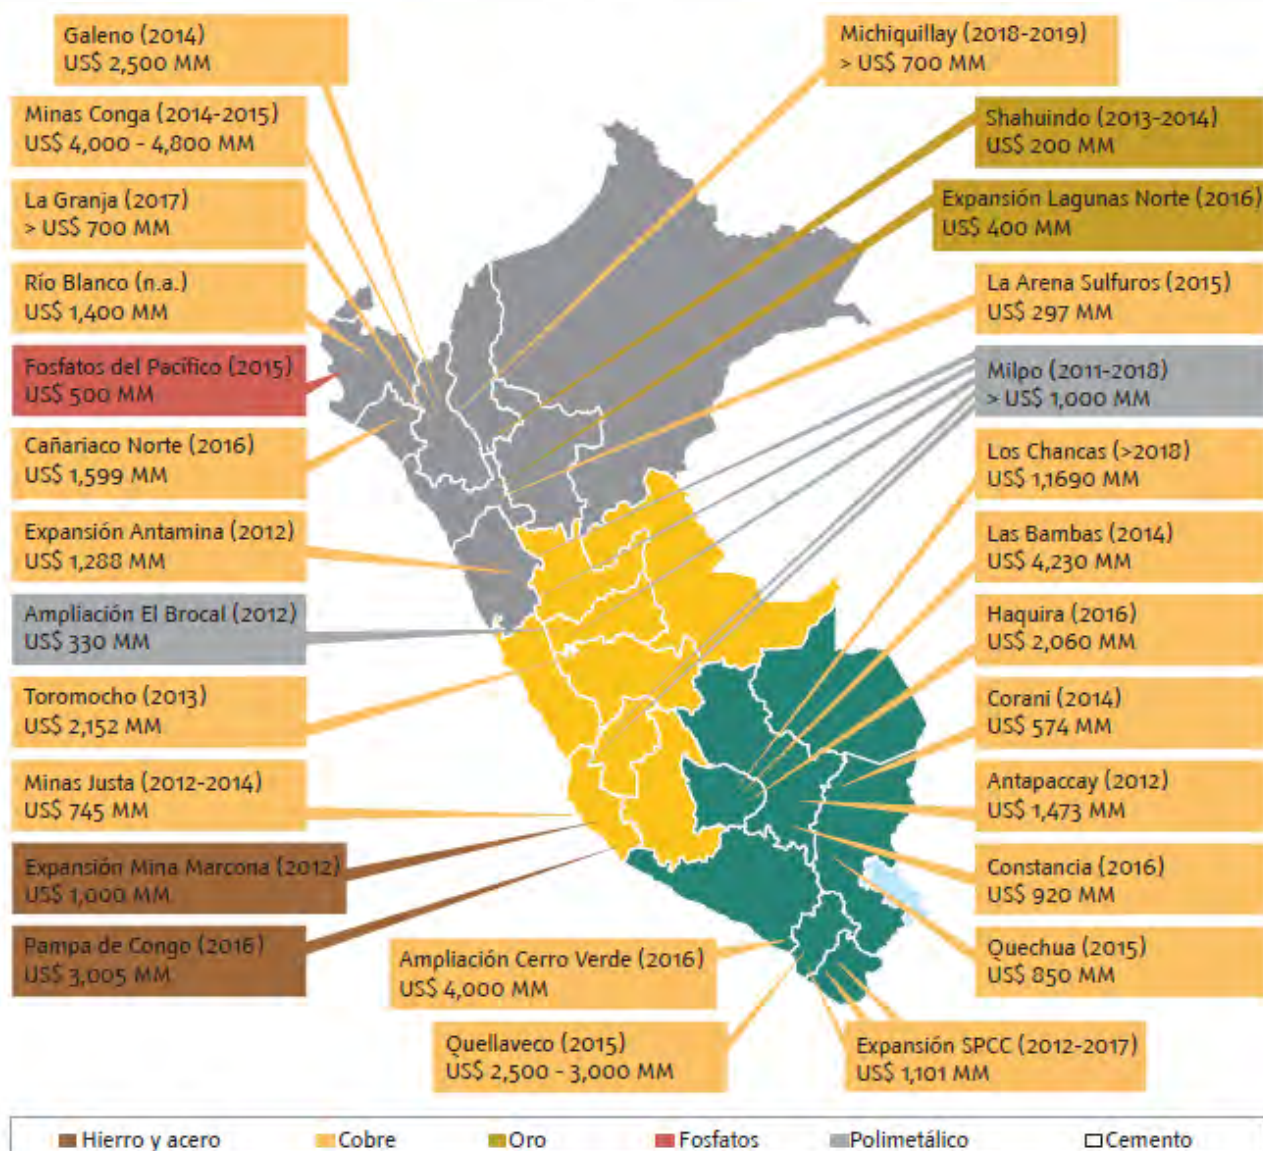 Galeno (2014)
US$ 2,500 MM
Minas Conga (2014-2015)
US$ 4,000 - 4,800 MM
La Granja (2017)
> US$ 700 MM
Río Blanco (n.a.)
US$ 1,400 MM
Fosfatos del Pacífico (2015)
US$ 500 MM
Cañariaco Norte (2016)
US$ 1,599 MM
Expansión Antamina (2012)
US$ 1,288 MM
Ampliación El Brocal (2012)
US$ 330 MM
Toromocho (2013)
US$ 2,152 MM
Minas Justa (2012-2014)
US$ 745 MM
Expansión Mina Marcona (2012)
US$ 1,000 MM
Pampa de Congo (2016)
US$ 3,005 MM
Michiquillay (2018-2019)
> US$ 700 MM
Shahuindo (2013-2014)
US$ 200 MM
Expansión Lagunas Norte (2016)
US$ 400 MM
La Arena Sulfuros (2015)
US$ 297 MM
Milpo (2011-2018)
> US$ 1,000 MM
Los Chancas (>2018)
US$ 1,1690 MM
Las Bambas (2014)
US$ 4,230 MM
Haquira (2016)
US$ 2,060 MM
Corani (2014)
US$ 574 MM
Antapaccay (2012)
US$ 1,473 MM
Constancia (2016)
US$ 920 MM
Quechua (2015)
US$ 850 MM
Ampliación Cerro Verde (2016)
US$ 4,000 MM
Quellaveco (2015)
US$ 2,500 - 3,000 MM
Expansión SPCC (2012-2017)
US$ 1,101 MM
Hierro y acero
Cobre
Oro
Fosfatos
Polimetálico
Cemento